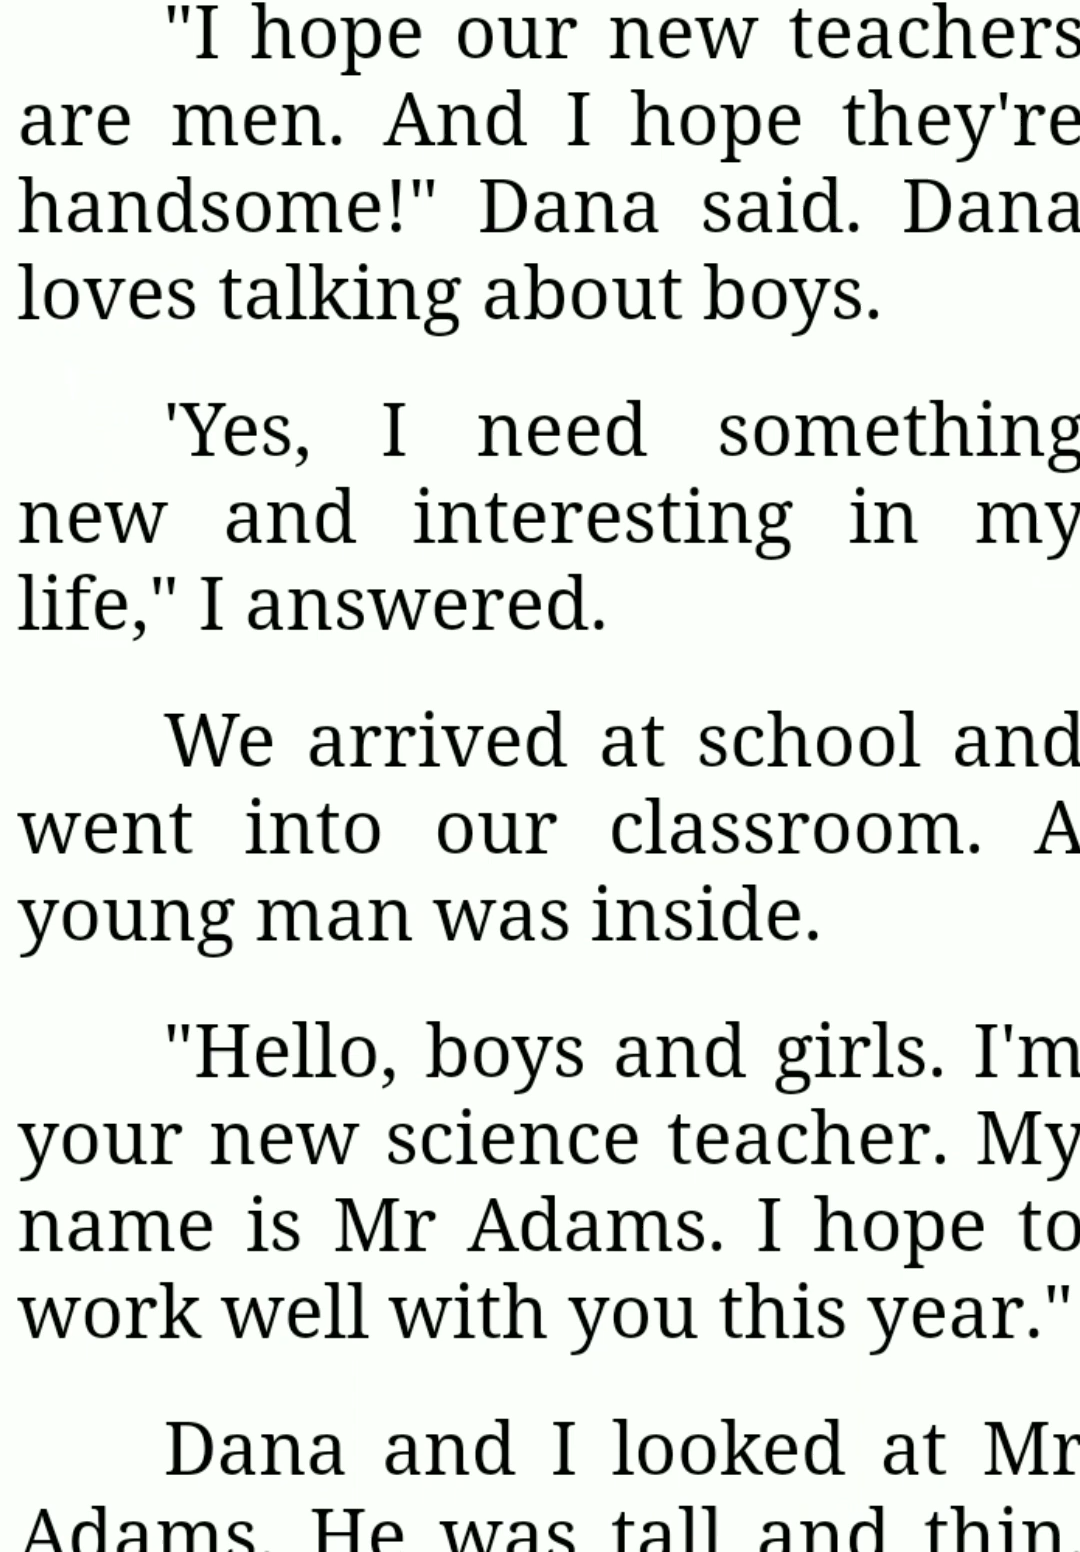 "I hope our new teachers
are men. And I hope they're
handsome!" Dana said. Dana
loves talking about boys.
'Yes, I need something
new and interesting in my
life," I answered.
We arrived at school and
went into our classroom. A
young man was inside.
"Hello, boys and girls. I'm
your new science teacher. My
name is Mr Adams. I hope to
work well with you this year."
Dana and I looked at Mr
Adams. He was tall and thin.